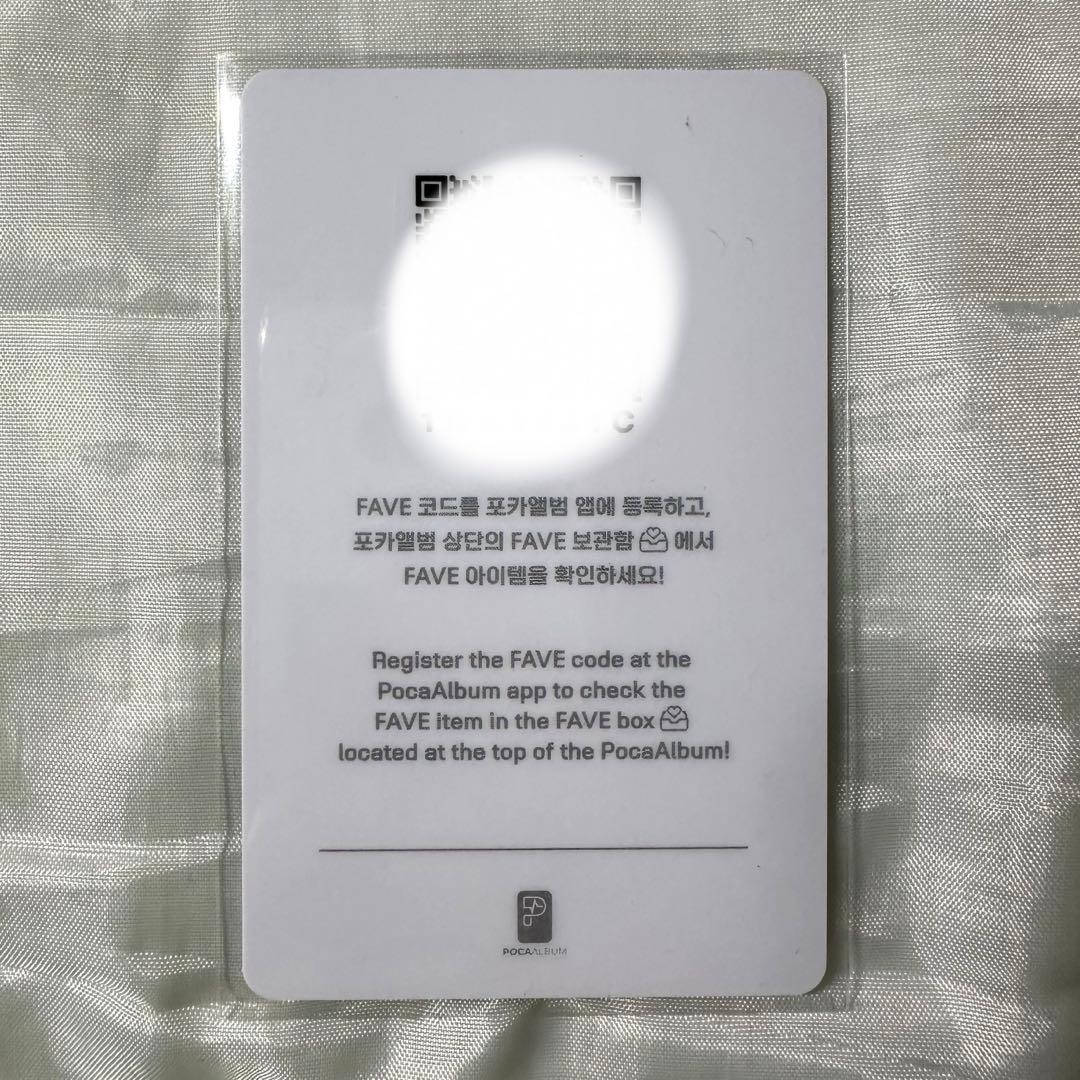 FAVE 코드를 포카앨범 앱에 등록하고,
포카앨범 상단의 FAVE 보관함 에서
FAVE 아이템을 확인하세요!
Register the FAVE code at the
PocaAlbum app to check the
FAVE item in the FAVE box
located at the top of the PocaAlbum!
POCAALBUM